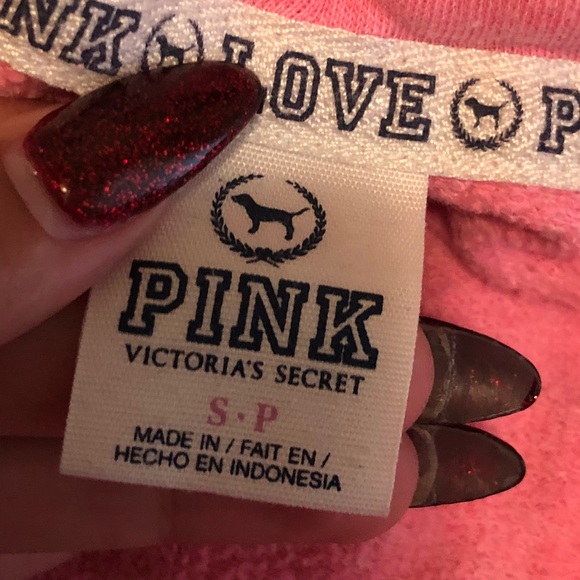 NK LOVE P
PINK
VICTORIA'S SECRET
S·P
MADE IN / FAIT EN /
HECHO EN INDONESIA